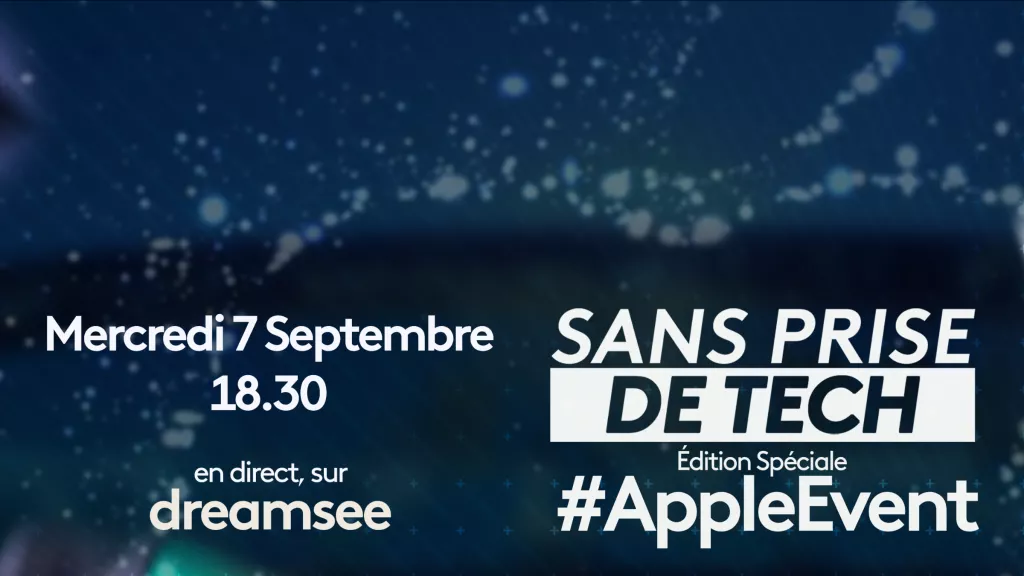 Mercredi 7 Septembre
18.30
en direct, sur
dreamsee
SANS PRISE
DE TECH
Édition Spéciale
#AppleEvent